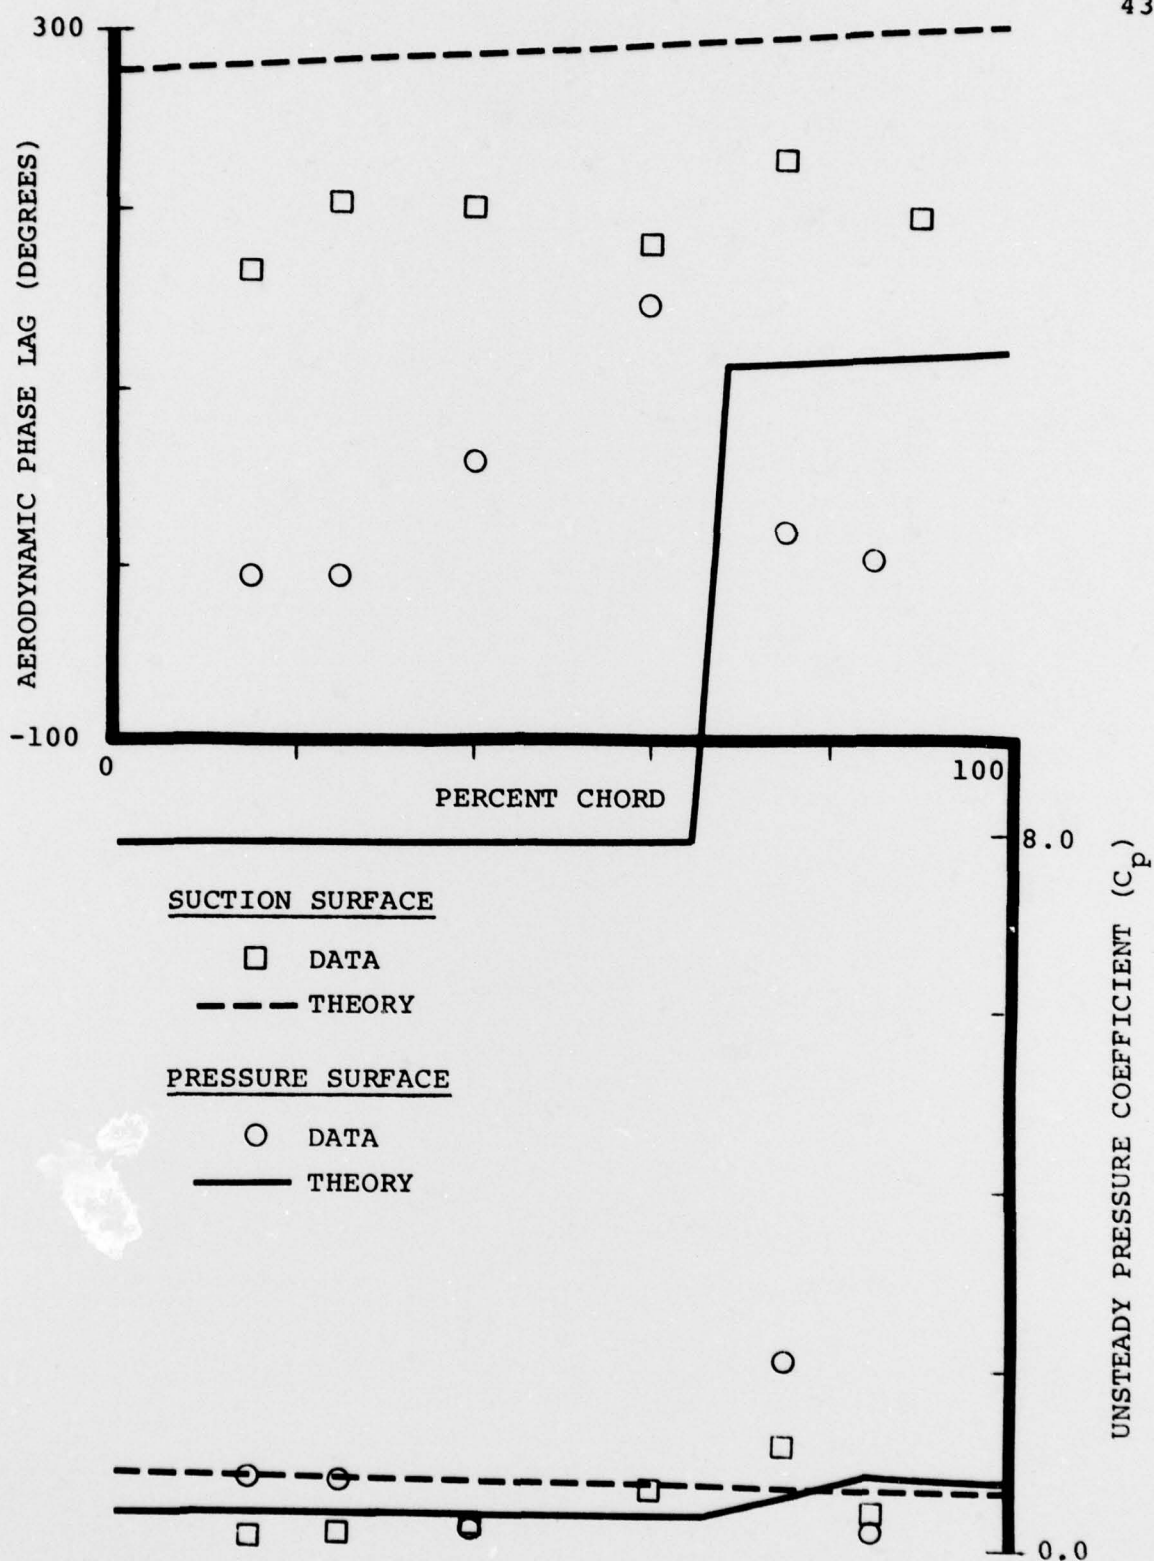 43
300
AERODYNAMIC PHASE LAG (DEGREES)
-100
0
100
PERCENT CHORD
8.0
SUCTION SURFACE
DATA
THEORY
PRESSURE SURFACE
DATA
THEORY
UNSTEADY PRESSURE COEFFICIENT (Cp)
0.0